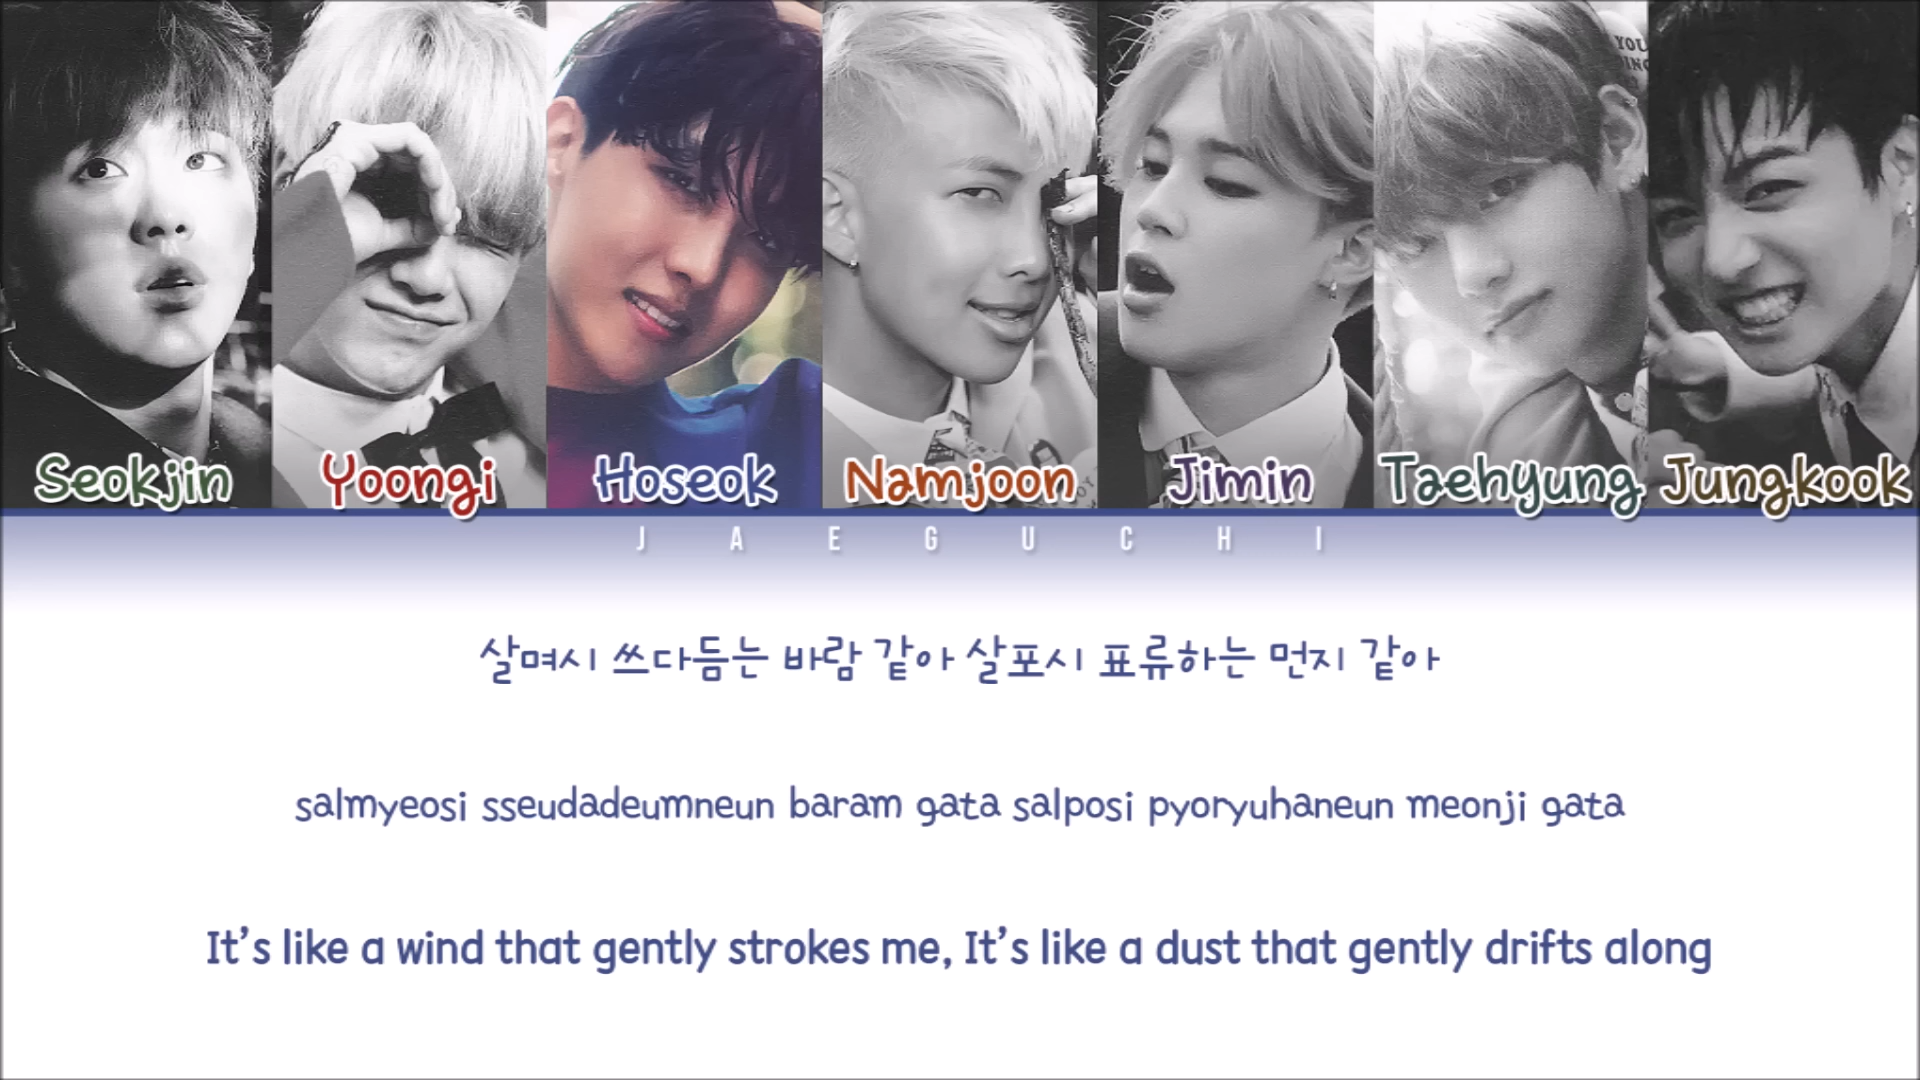 YOU
Seokjin Yoongi Hoseok Namjoon Jimin Taehyung Jungkook
JAEGUCHI
살며시 쓰다듬는 바람 같아 살포시 표류하는 먼지 같아
salmyeosi sseudadeumneun baram gata salposi pyoryuhaneun meonji gata
It's like a wind that gently strokes me, It's like a dust that gently drifts along